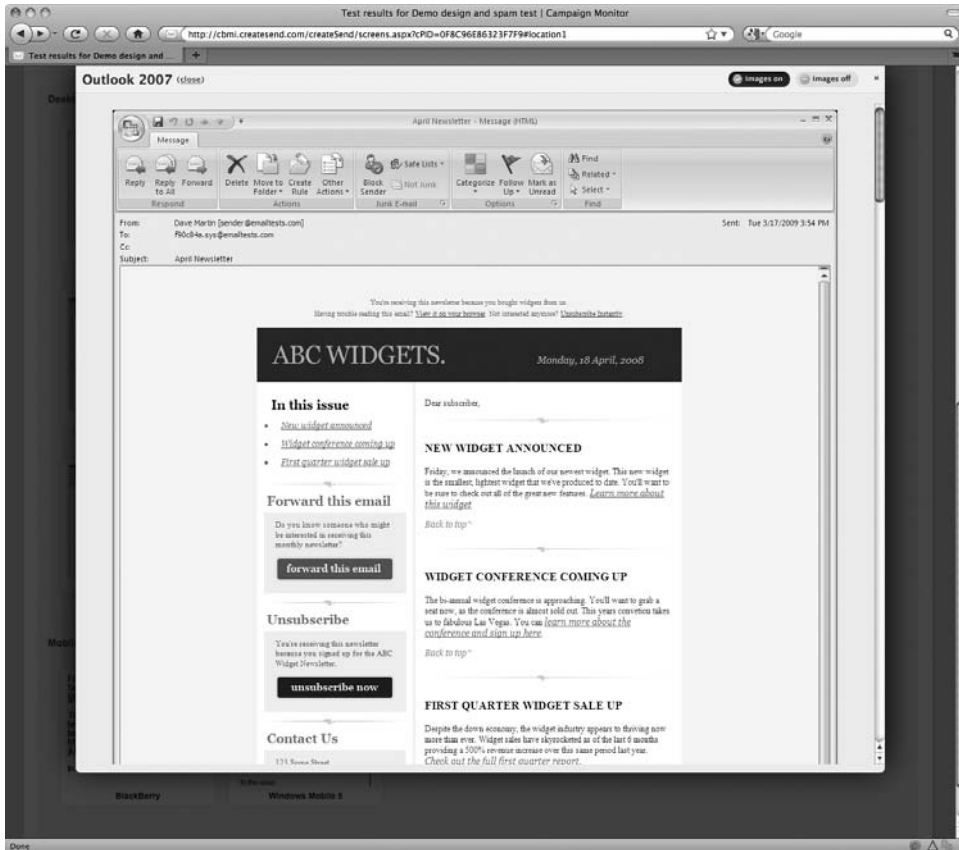 Test results for Demo design and spam test | Campaign Monitor
http://cbmi.createsend.com/createSend/screens.aspx?cPID=0F8C96E86323F7F9#location1
Google
Test results for Demo design and ...
Outlook 2007 (close)
Images on
Images off
April Newsletter - Message (HTML)
Message
Reply
Reply to All
Forward
Delete
Move to Folder
Create Rule
Other Actions
Block Sender
Safe Lists
Not Junk
Categorize
Follow Up
Mark as Unread
Find
Related
Select
Respond
Actions
Junk E-mail
Options
Find
From: Dave Martin [sender@emailtests.com]
Sent: Tue 3/17/2009 3:54 PM
To:
Cc:
Subject: April Newsletter
You're receiving this newsletter because you bought widgets from us.
Having trouble reading this email? View it on your browser. Not interested anymore? Unsubscribe Instantly.
ABC WIDGETS.
Monday, 18 April, 2008
In this issue
• New widget announced
• Widget conference coming up
• First quarter widget sale up
Forward this email
Do you know someone who might
be interested in receiving this
monthly newsletter?
forward this email
Unsubscribe
You're receiving this newsletter
because you signed up for the ABC
Widget Newsletter.
unsubscribe now
Contact Us
123 Some Street
Dear subscriber,
NEW WIDGET ANNOUNCED
Friday, we announced the launch of our newest widget. This new widget
is the smallest, lightest widget that we've produced to date. You'll want to
be sure to check out all of the great new features. Learn more about
this widget
Back to top^
WIDGET CONFERENCE COMING UP
The bi-annual widget conference is approaching. You'll want to grab a
seat now, as the conference is almost sold out. This years convetion takes
us to fabulous Las Vegas. You can learn more about the
conference and sign up here.
Back to top^
FIRST QUARTER WIDGET SALE UP
Despite the down economy, the widget industry appears to thriving now
more than ever. Widget sales have skyrocketed as of the last 6 months
providing a 500% revenue increase over this same period last year.
Check out the full first quarter report.
BlackBerry
Windows Mobile 5
Done